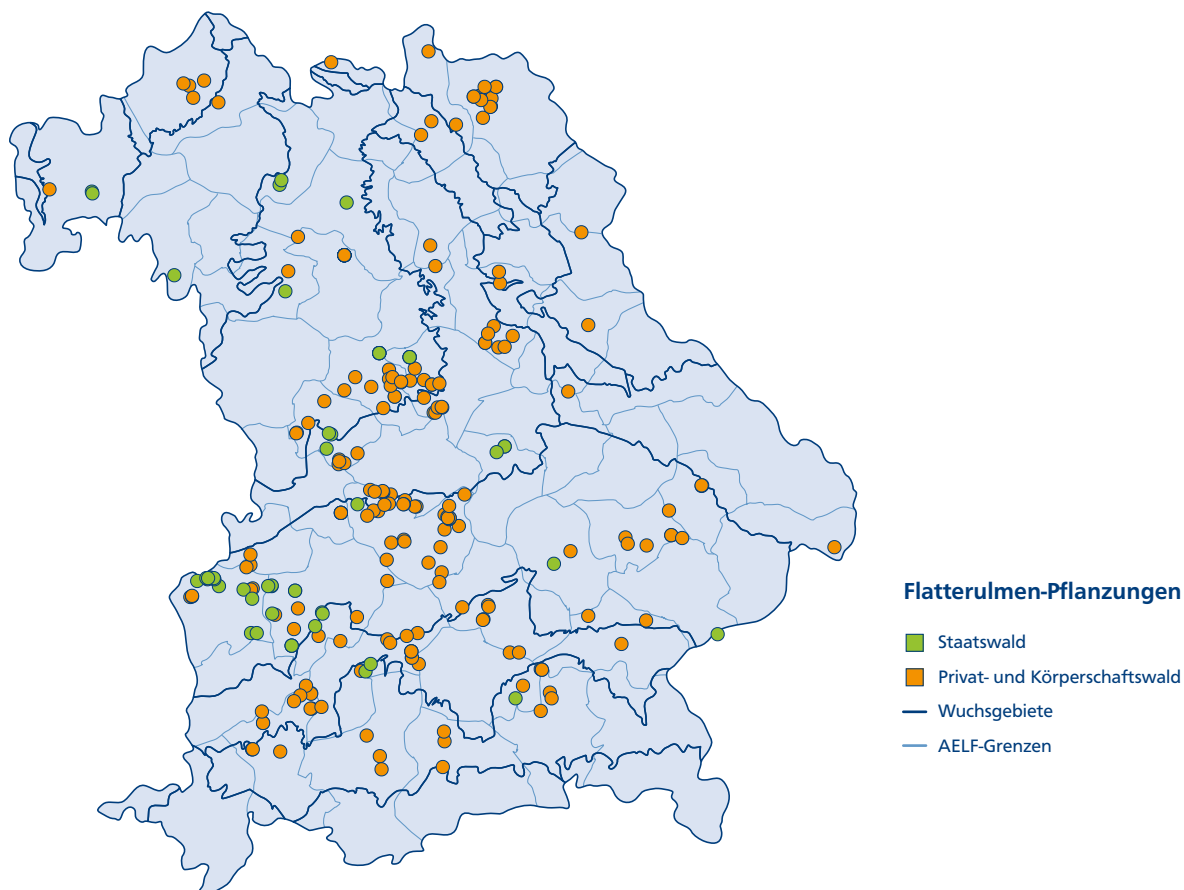 Flatterulmen-Pflanzungen
Staatswald
Privat- und Körperschaftswald
Wuchsgebiete
AELF-Grenzen